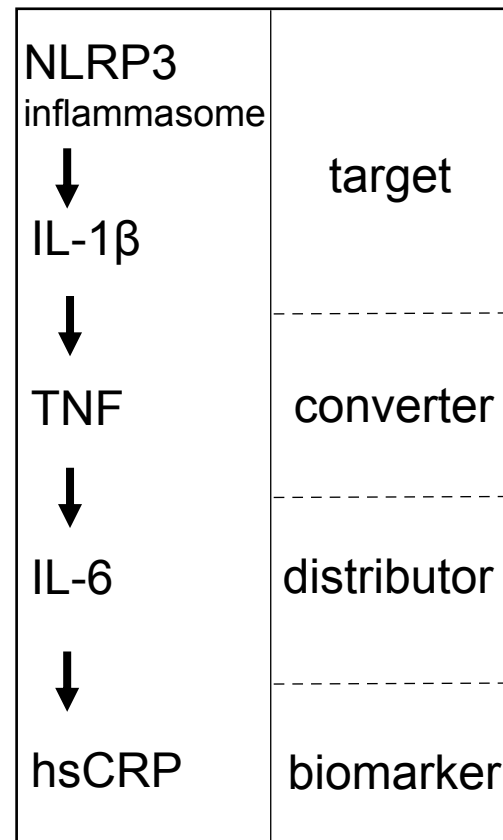 NLRP3
inflammasome
target
IL-1β
TNF
converter
IL-6
distributor
hsCRP
biomarker